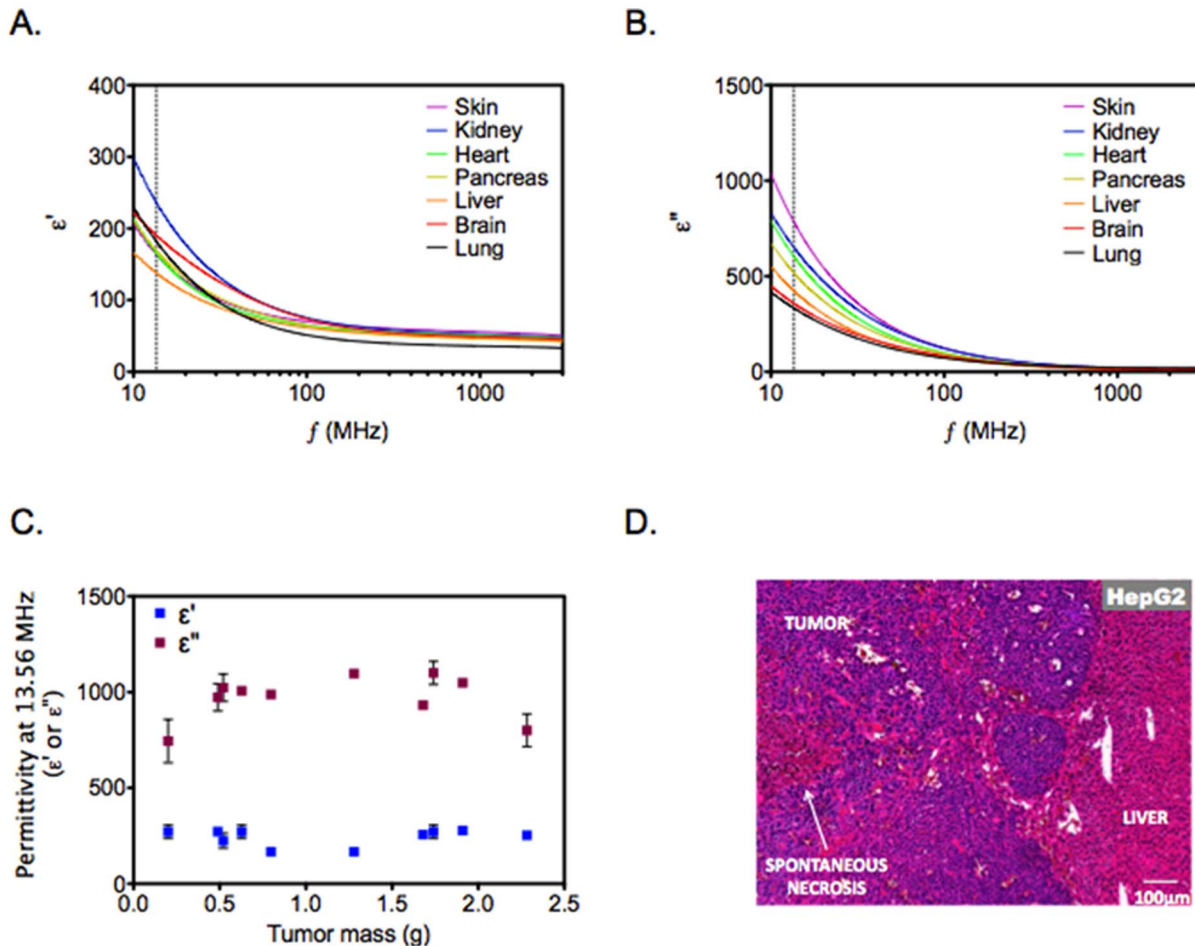 A.
400
300
200
100
0
ε'
10
100
1000
f (MHz)
Skin
Kidney
Heart
Pancreas
Liver
Brain
Lung
B.
1500
1000
500
0
ε"
10
100
1000
f (MHz)
Skin
Kidney
Heart
Pancreas
Liver
Brain
Lung
C.
Permittivity at 13.56 MHz
(ε' or ε")
1500
1000
500
0
ε'
ε"
0.0
0.5
1.0
1.5
2.0
2.5
Tumor mass (g)
D.
HepG2
TUMOR
LIVER
SPONTANEOUS
NECROSIS
100μm